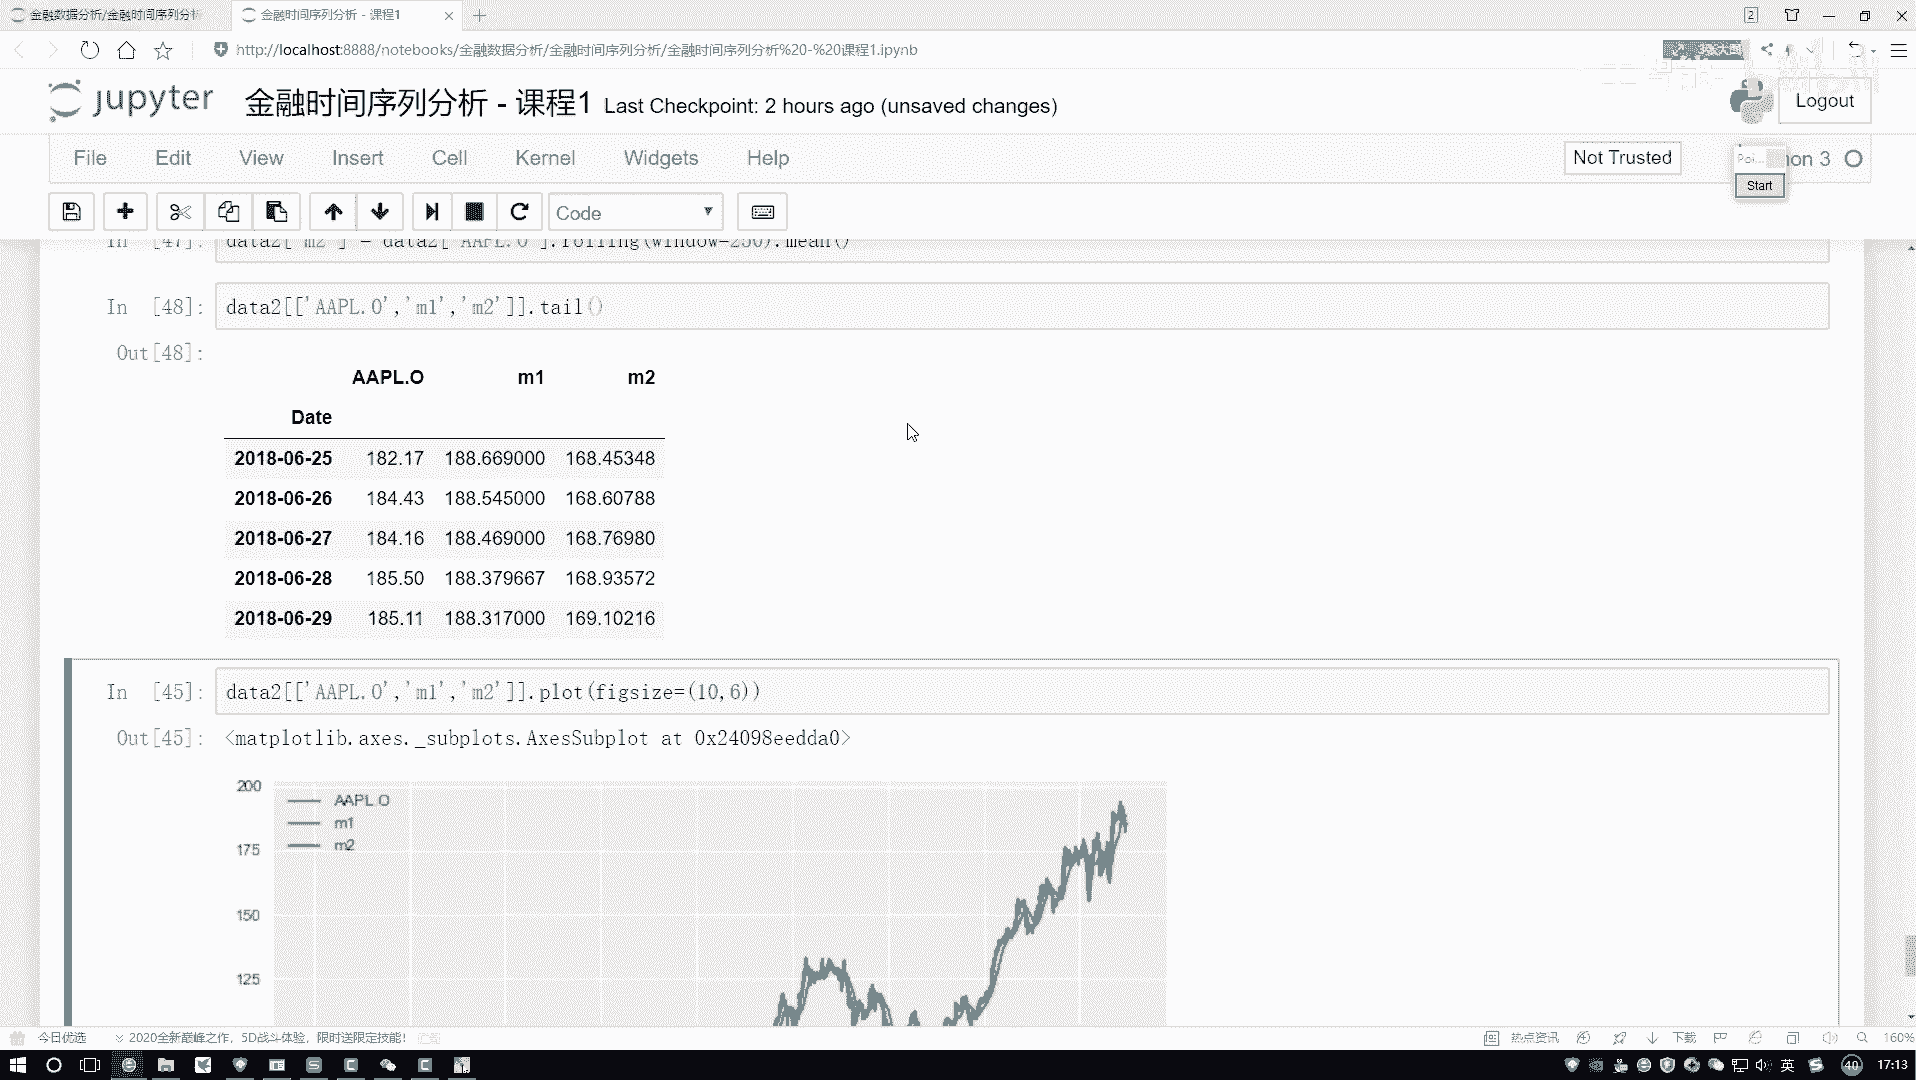 金融数据分析/金融时间序列分析
金融时间序列分析 - 课程1
2
http://localhost:8888/notebooks/金融数据分析/金融时间序列分析/金融时间序列分析%20-%20课程1.ipynb
jupyter 金融时间序列分析 - 课程1 Last Checkpoint: 2 hours ago (unsaved changes)
Logout
File Edit View Insert Cell Kernel Widgets Help
Not Trusted
Poi...
hon 3
Start
Code
In [47]: data2['m2'] = data2['AAPL.O'].rolling(window=250).mean()
In [48]: data2[['AAPL.O','m1','m2']].tail()
Out[48]:
AAPL.O m1 m2
Date
2018-06-25 182.17 188.669000 168.45348
2018-06-26 184.43 188.545000 168.60788
2018-06-27 184.16 188.469000 168.76980
2018-06-28 185.50 188.379667 168.93572
2018-06-29 185.11 188.317000 169.10216
In [45]: data2[['AAPL.O','m1','m2']].plot(figsize=(10,6))
Out[45]: <matplotlib.axes._subplots.AxesSubplot at 0x24098eedda0>
200
AAPL.O
m1
m2
175
150
125
今日优选
2020全新巅峰之作，5D战斗体验，限时送限定技能！
热点资讯
下载
160%
英
40
17:13